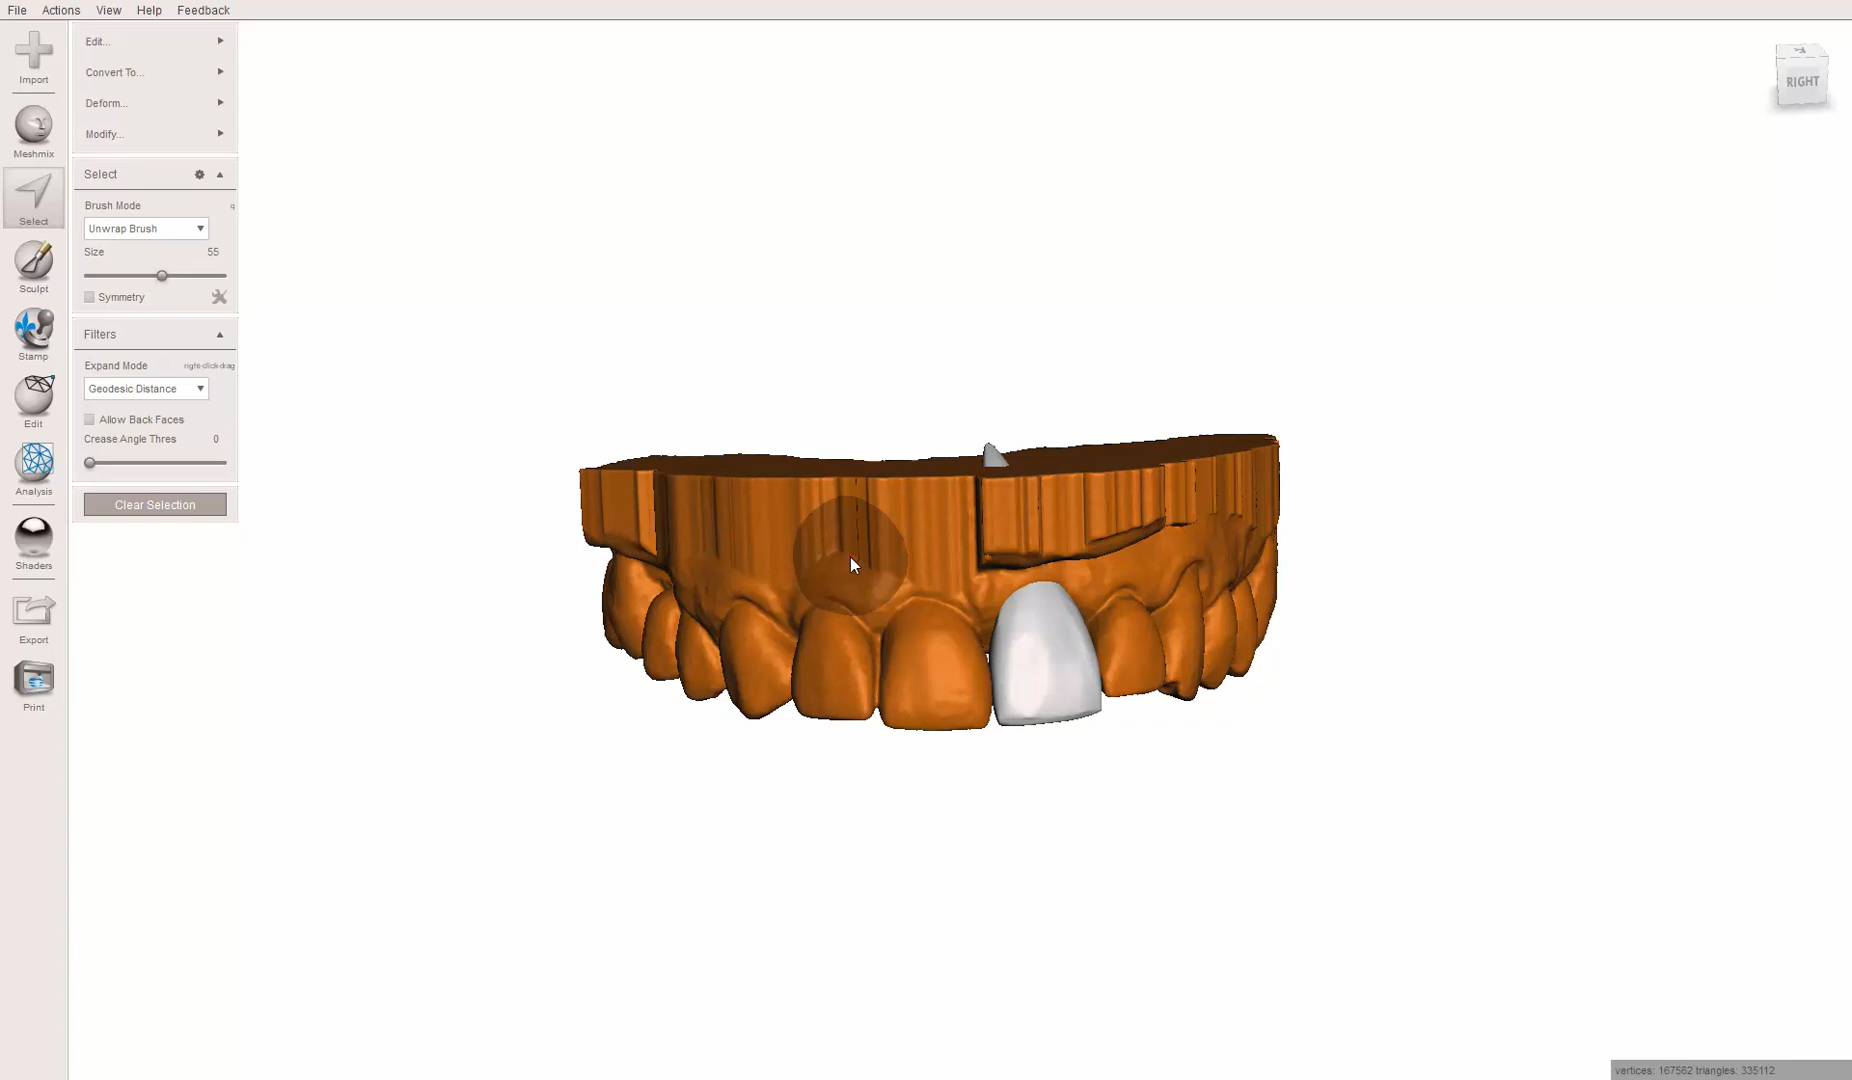 File Actions View Help Feedback
Import
Meshmix
Select
Sculpt
Stamp
Edit
Analysis
Shaders
Export
Print
Edit...
Convert To...
Deform...
Modify...
Select
Brush Mode q
Unwrap Brush
Size 55
Symmetry
Filters
Expand Mode right-click-drag
Geodesic Distance
Allow Back Faces
Crease Angle Thres 0
Clear Selection
RIGHT
vertices: 167562 triangles: 335112